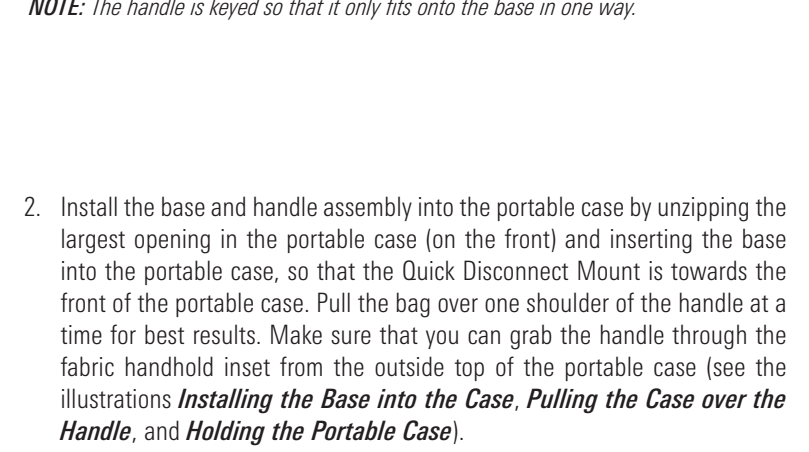 NOTE: The handle is keyed so that it only fits onto the base in one way.
2. Install the base and handle assembly into the portable case by unzipping the
largest opening in the portable case (on the front) and inserting the base
into the portable case, so that the Quick Disconnect Mount is towards the
front of the portable case. Pull the bag over one shoulder of the handle at a
time for best results. Make sure that you can grab the handle through the
fabric handhold inset from the outside top of the portable case (see the
illustrations Installing the Base into the Case, Pulling the Case over the
Handle, and Holding the Portable Case).